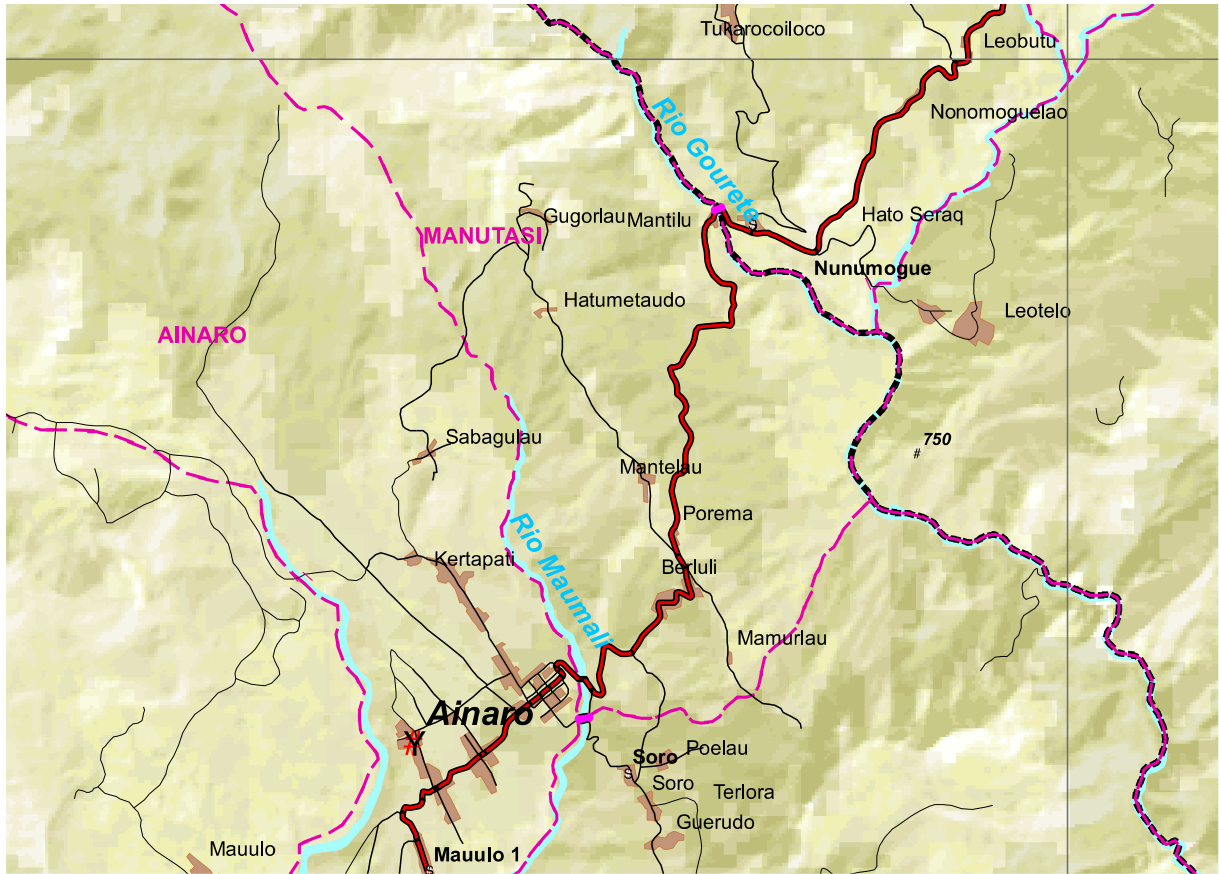 Tukarocoiloco
Leobutu
Nonomoguelao
Rio Gourete
Gugorlau
Mantilu
Hato Seraq
MANUTASI
Nunumogue
Hatumetaudo
Leotelo
AINARO
Sabagulau
750
#
Mantelau
Porema
Rio Maumali
Kertapati
Berluli
Mamurlau
Ainaro
Soro
Poelau
Soro
Terlora
Guerudo
Mauulo
Mauulo 1